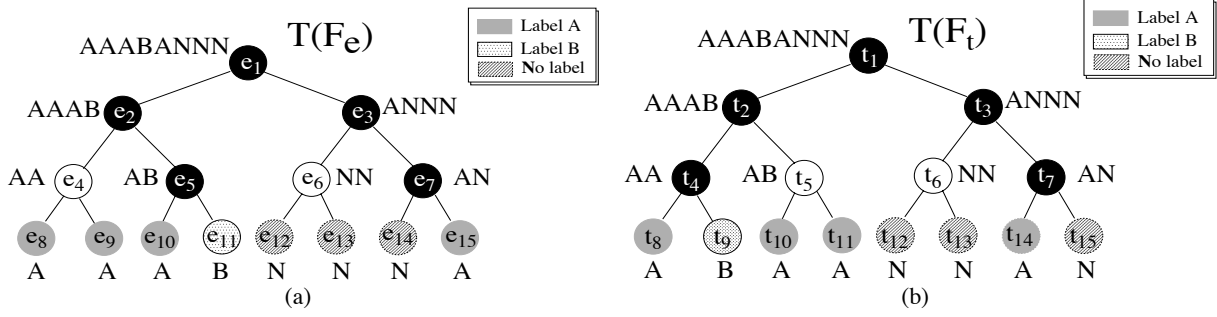 T(Fe)
Label A
Label B
No label
AAABANNN
e1
AAAB
e2
e3
ANNN
AA
e4
AB
e5
e6
NN
e7
AN
e8
e9
e10
e11
e12
e13
e14
e15
A
A
A
B
N
N
N
A
(a)
T(Ft)
Label A
Label B
No label
AAABANNN
t1
AAAB
t2
t3
ANNN
AA
t4
AB
t5
t6
NN
t7
AN
t8
t9
t10
t11
t12
t13
t14
t15
A
B
A
A
N
N
A
N
(b)